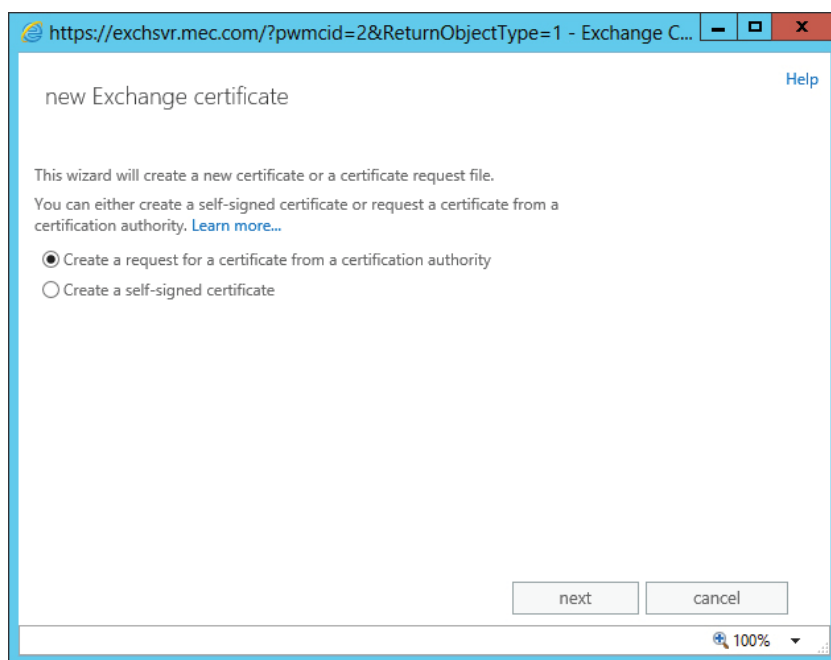 https://exchsvr.mec.com/?pwmcid=2&ReturnObjectType=1 - Exchange C...
Help
new Exchange certificate
This wizard will create a new certificate or a certificate request file.
You can either create a self-signed certificate or request a certificate from a
certification authority. Learn more...
Create a request for a certificate from a certification authority
Create a self-signed certificate
next cancel
100%